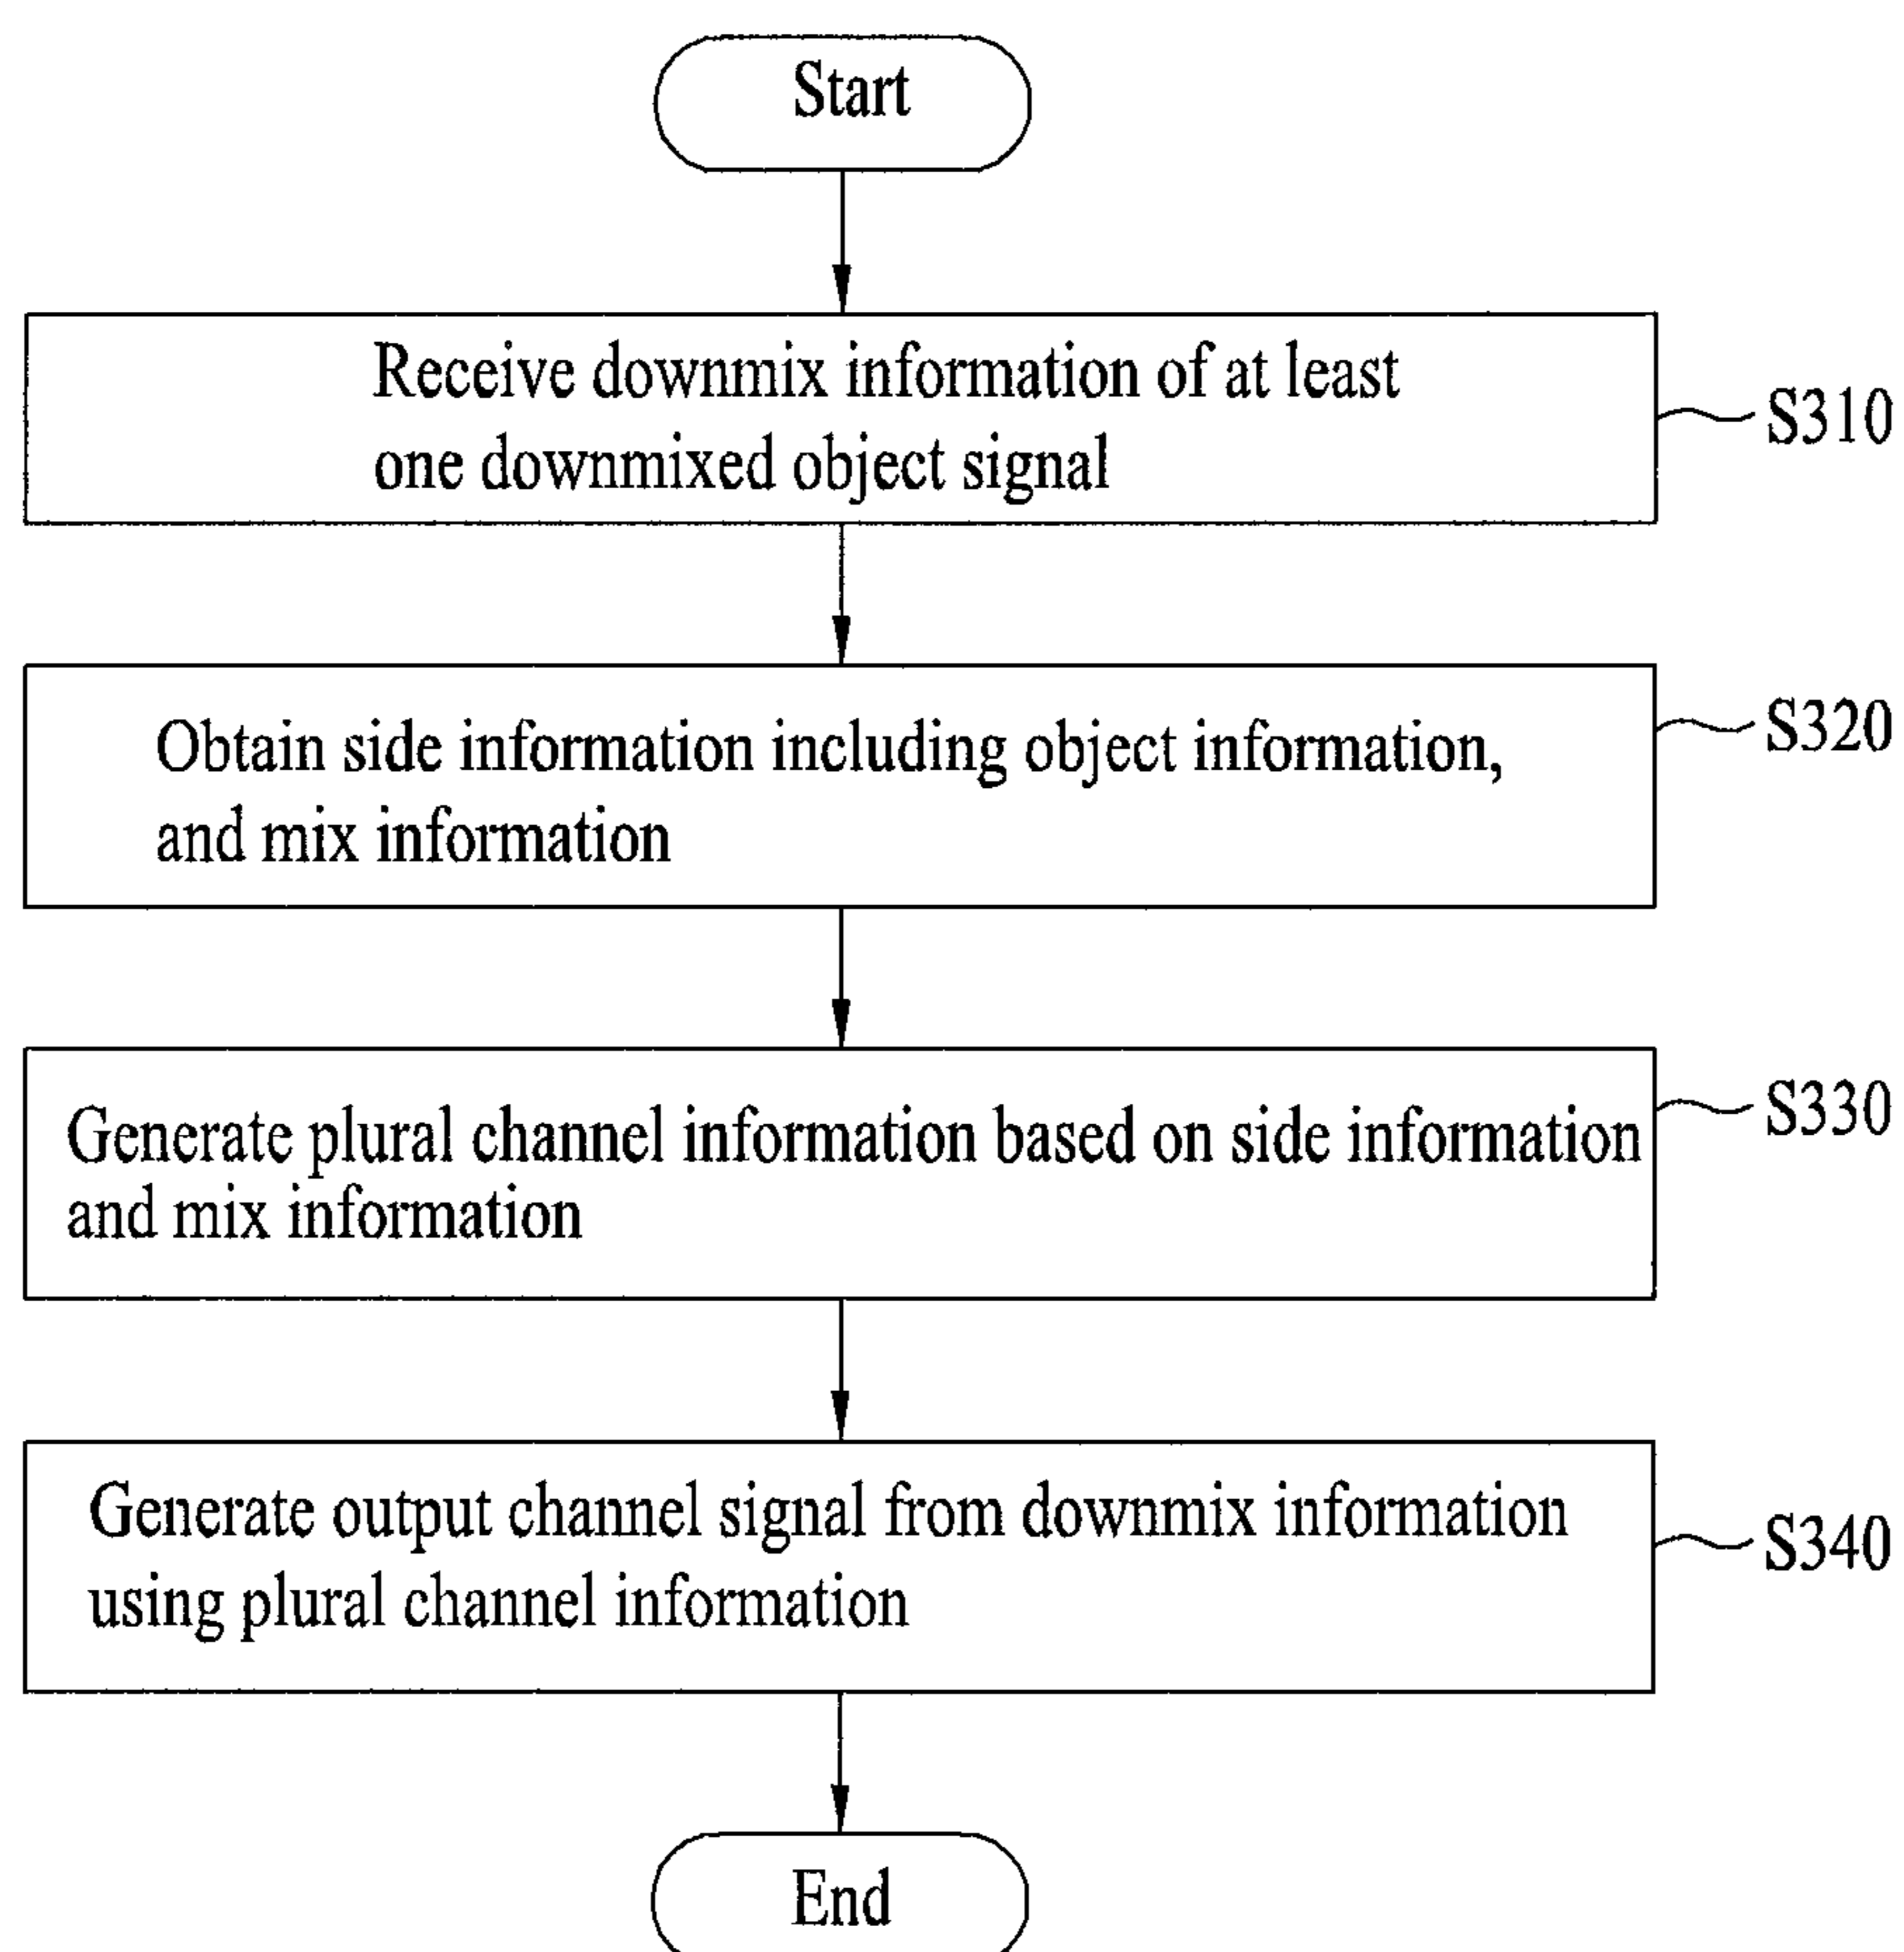 Start
Receive downmix information of at least
one downmixed object signal
S310
Obtain side information including object information,
and mix information
S320
Generate plural channel information based on side information
and mix information
S330
Generate output channel signal from downmix information
using plural channel information
S340
End